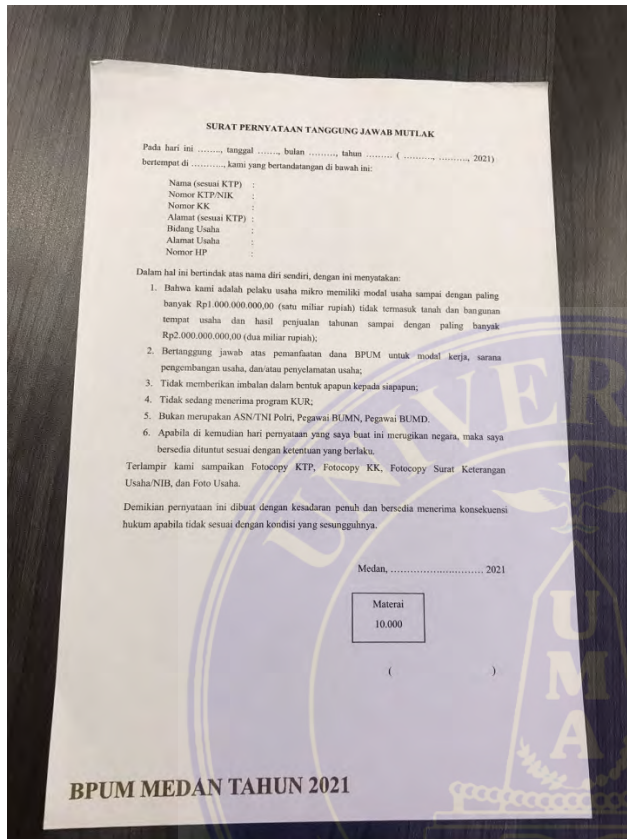 SURAT PERNYATAAN TANGGUNG JAWAB MUTLAK
Pada hari ini ........, tanggal ......., bulan ........., tahun ......... ( .........., .........., 2021)
bertempat di ..........., kami yang bertandatangan di bawah ini:
Nama (sesuai KTP) :
Nomor KTP/NIK :
Nomor KK :
Alamat (sesuai KTP) :
Bidang Usaha :
Alamat Usaha :
Nomor HP :
Dalam hal ini bertindak atas nama diri sendiri, dengan ini menyatakan:
1. Bahwa kami adalah pelaku usaha mikro memiliki modal usaha sampai dengan paling
banyak Rp1.000.000.000,00 (satu miliar rupiah) tidak termasuk tanah dan bangunan
tempat usaha dan hasil penjualan tahunan sampai dengan paling banyak
Rp2.000.000.000,00 (dua miliar rupiah);
2. Bertanggung jawab atas pemanfaatan dana BPUM untuk modal kerja, sarana
pengembangan usaha, dan/atau penyelamatan usaha;
3. Tidak memberikan imbalan dalam bentuk apapun kepada siapapun;
4. Tidak sedang menerima program KUR;
5. Bukan merupakan ASN/TNI Polri, Pegawai BUMN, Pegawai BUMD.
6. Apabila di kemudian hari pernyataan yang saya buat ini merugikan negara, maka saya
bersedia dituntut sesuai dengan ketentuan yang berlaku.
Terlampir kami sampaikan Fotocopy KTP, Fotocopy KK, Fotocopy Surat Keterangan
Usaha/NIB, dan Foto Usaha.
Demikian pernyataan ini dibuat dengan kesadaran penuh dan bersedia menerima konsekuensi
hukum apabila tidak sesuai dengan kondisi yang sesungguhnya.
Medan, ............................ 2021
Materai
10.000
( )
BPUM MEDAN TAHUN 2021
UNIVER
UMA